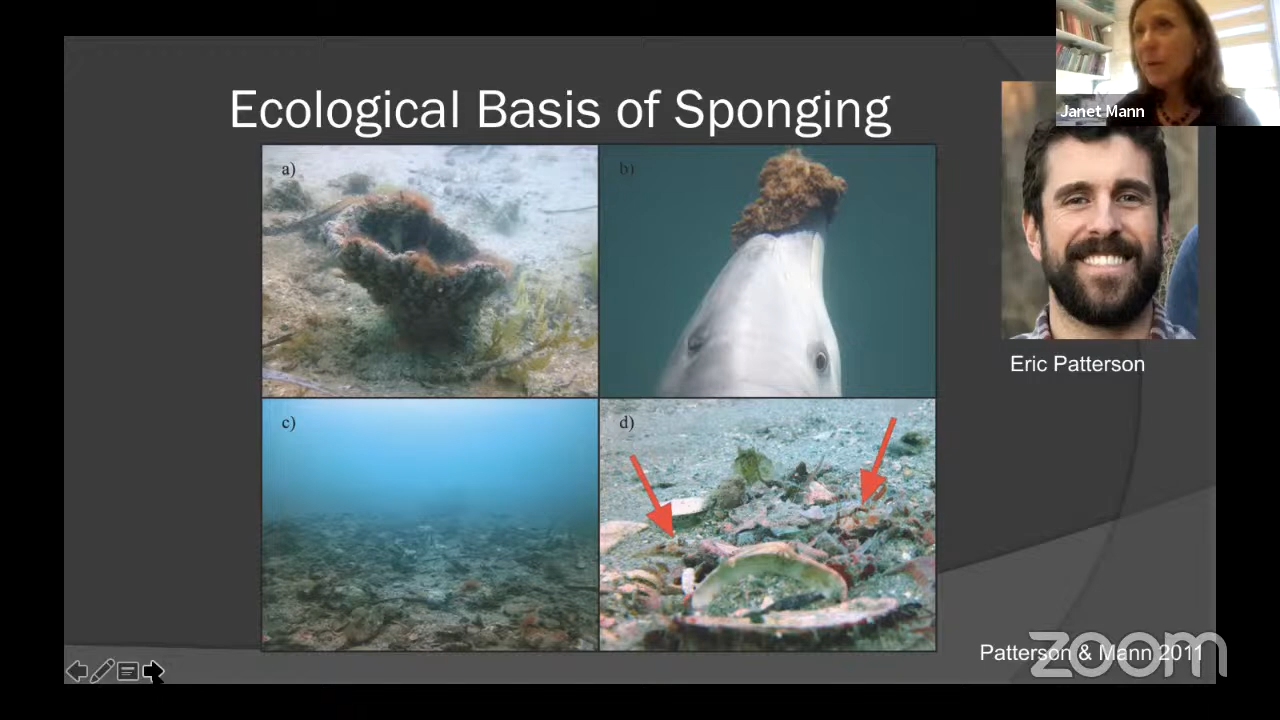 Ecological Basis of Sponging
Janet Mann
a)
b)
Eric Patterson
c)
d)
Patterson & Mann 2011
zoom